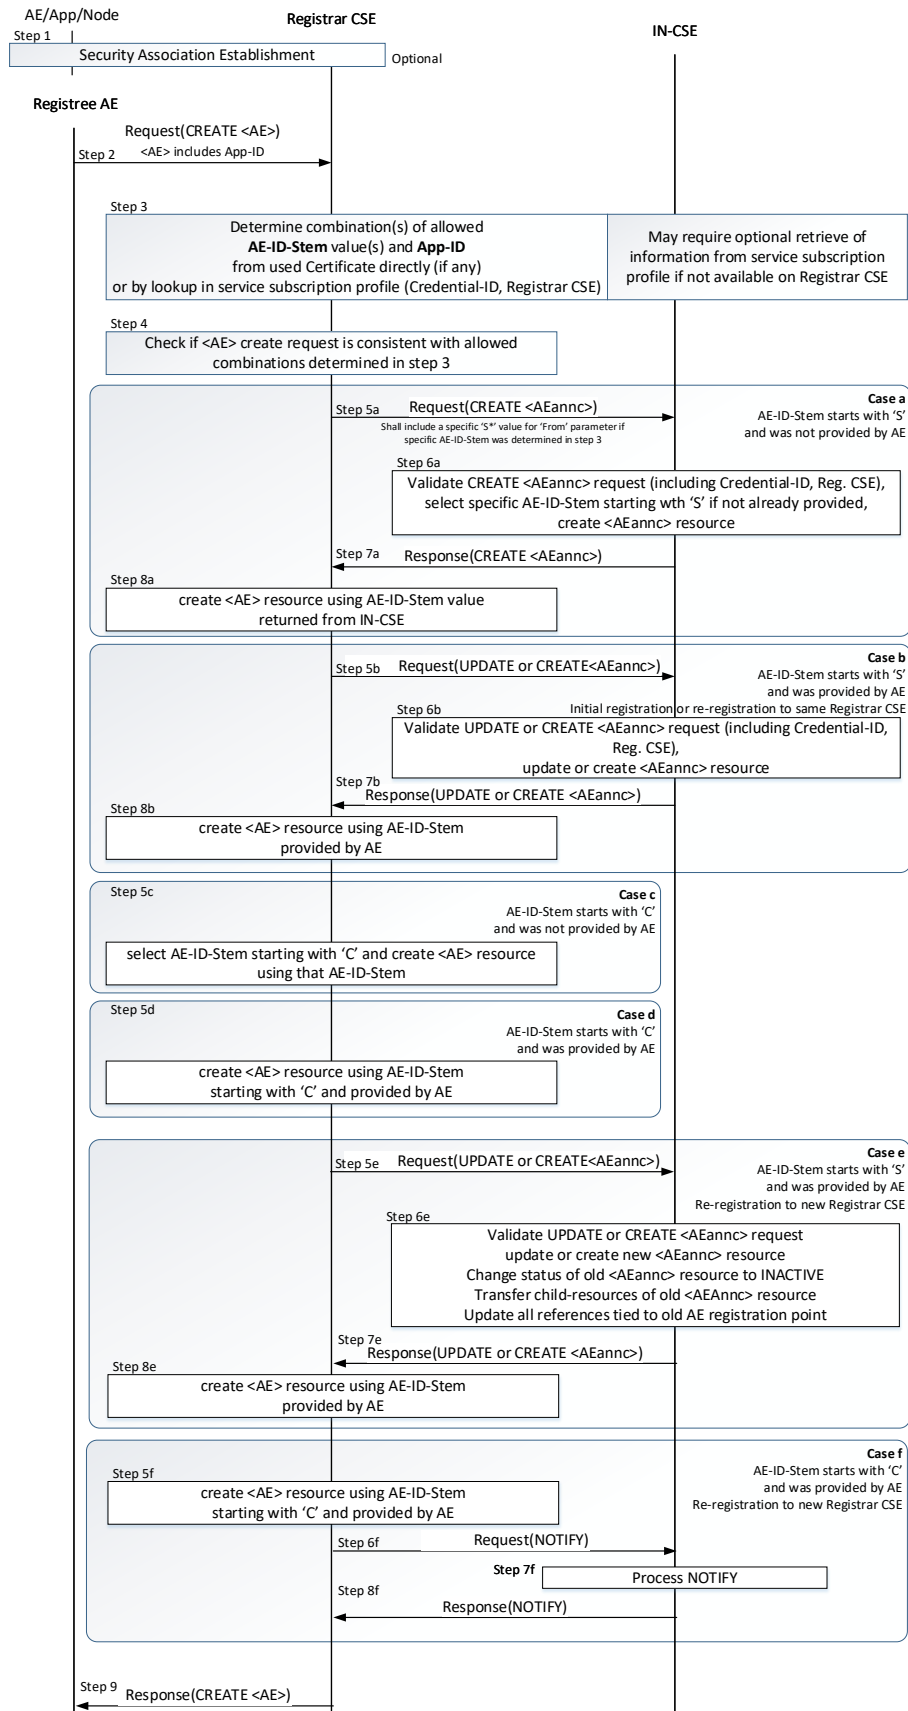 AE/App/Node
Registrar CSE
IN-CSE
Step 1
Security Association Establishment
Optional
Registree AE
Request(CREATE <AE>)
Step 2
<AE> includes App-ID
Step 3
Determine combination(s) of allowed
AE-ID-Stem value(s) and App-ID
from used Certificate directly (if any)
or by lookup in service subscription profile (Credential-ID, Registrar CSE)
May require optional retrieve of
information from service subscription
profile if not available on Registrar CSE
Step 4
Check if <AE> create request is consistent with allowed
combinations determined in step 3
Case a
AE-ID-Stem starts with ‘S’
and was not provided by AE
Step 5a
Request(CREATE <AEannc>)
Shall include a specific ‘S*’ value for ‘From’ parameter if
specific AE-ID-Stem was determined in step 3
Step 6a
Validate CREATE <AEannc> request (including Credential-ID, Reg. CSE),
select specific AE-ID-Stem starting wth ‘S’ if not already provided,
create <AEannc> resource
Step 7a
Response(CREATE <AEannc>)
Step 8a
create <AE> resource using AE-ID-Stem value
returned from IN-CSE
Case b
AE-ID-Stem starts with ‘S’
and was provided by AE
Initial registration or re-registration to same Registrar CSE
Step 5b
Request(UPDATE or CREATE<AEannc>)
Step 6b
Validate UPDATE or CREATE <AEannc> request (including Credential-ID,
Reg. CSE),
update or create <AEannc> resource
Step 7b
Response(UPDATE or CREATE <AEannc>)
Step 8b
create <AE> resource using AE-ID-Stem
provided by AE
Step 5c
Case c
AE-ID-Stem starts with ‘C’
and was not provided by AE
select AE-ID-Stem starting with ‘C’ and create <AE> resource
using that AE-ID-Stem
Step 5d
Case d
AE-ID-Stem starts with ‘C’
and was provided by AE
create <AE> resource using AE-ID-Stem
starting with ‘C’ and provided by AE
Case e
AE-ID-Stem starts with ‘S’
and was provided by AE
Re-registration to new Registrar CSE
Step 5e
Request(UPDATE or CREATE<AEannc>)
Step 6e
Validate UPDATE or CREATE <AEannc> request
update or create new <AEannc> resource
Change status of old <AEannc> resource to INACTIVE
Transfer child-resources of old <AEAnnc> resource
Update all references tied to old AE registration point
Step 7e
Response(UPDATE or CREATE <AEannc>)
Step 8e
create <AE> resource using AE-ID-Stem
provided by AE
Case f
AE-ID-Stem starts with ‘C’
and was provided by AE
Re-registration to new Registrar CSE
Step 5f
create <AE> resource using AE-ID-Stem
starting with ‘C’ and provided by AE
Step 6f
Request(NOTIFY)
Step 7f
Process NOTIFY
Step 8f
Response(NOTIFY)
Step 9
Response(CREATE <AE>)